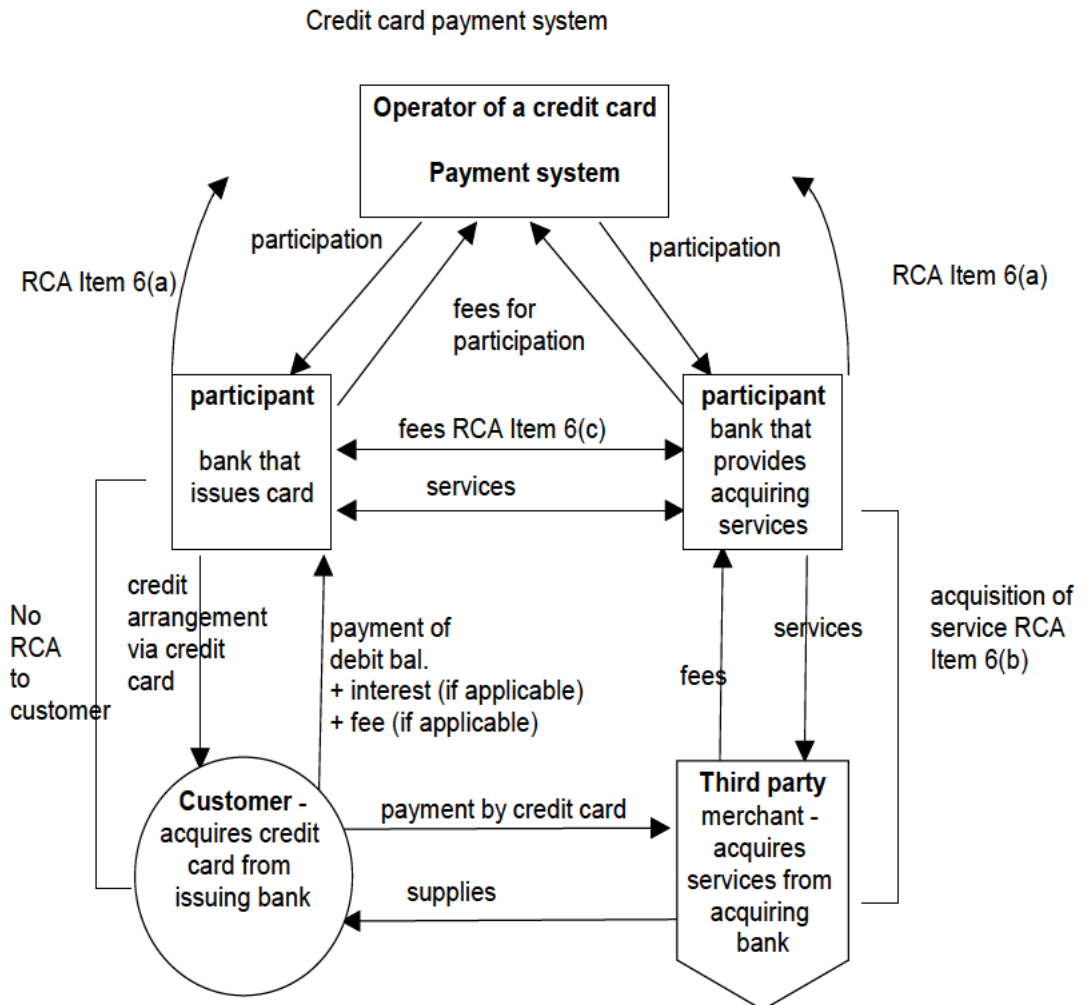 Credit card payment system
Operator of a credit card
Payment system
participation
participation
RCA Item 6(a)
RCA Item 6(a)
fees for
participation
participant
bank that
issues card
fees RCA Item 6(c)
services
participant
bank that
provides
acquiring
services
No
RCA
to
customer
credit
arrangement
via credit
card
payment of
debit bal.
+ interest (if applicable)
+ fee (if applicable)
fees
services
acquisition of
service RCA
Item 6(b)
Customer -
acquires credit
card from
issuing bank
payment by credit card
supplies
Third party
merchant -
acquires
services from
acquiring
bank